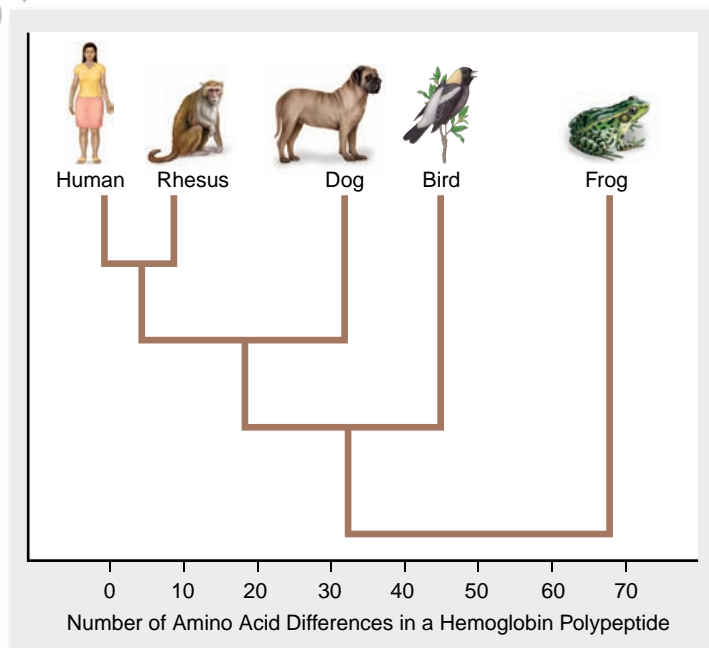 Human Rhesus Dog Bird Frog
0 10 20 30 40 50 60 70
Number of Amino Acid Differences in a Hemoglobin Polypeptide